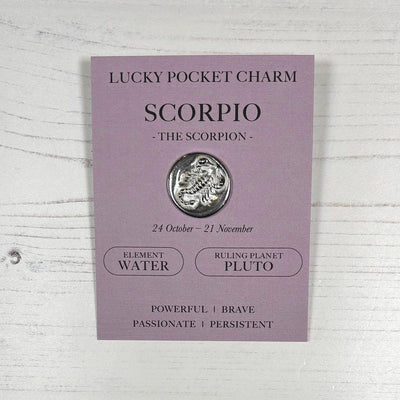 LUCKY POCKET CHARM
SCORPIO
- THE SCORPION -
24 October – 21 November
ELEMENT
WATER
RULING PLANET
PLUTO
POWERFUL | BRAVE
PASSIONATE | PERSISTENT